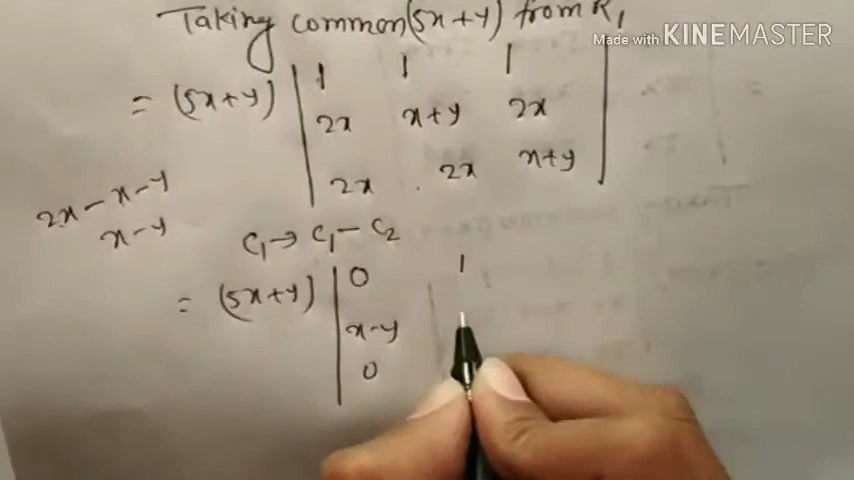 Taking common (5x+y) from R1
Made with KINEMASTER
= (5x+y) | 1 1 1 |
2x x+y 2x
2x . 2x x+y
2x - x - y
x-y
C1 → C1 - C2
= (5x+y) | 0 1
x-y
0